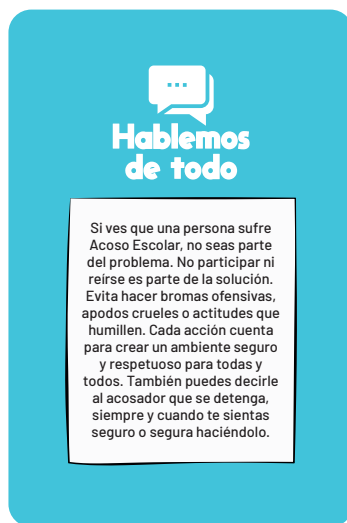 Hablemos
de todo
Si ves que una persona sufre
Acoso Escolar, no seas parte
del problema. No participar ni
reírse es parte de la solución.
Evita hacer bromas ofensivas,
apodos crueles o actitudes que
humillen. Cada acción cuenta
para crear un ambiente seguro
y respetuoso para todas y
todos. También puedes decirle
al acosador que se detenga,
siempre y cuando te sientas
seguro o segura haciéndolo.